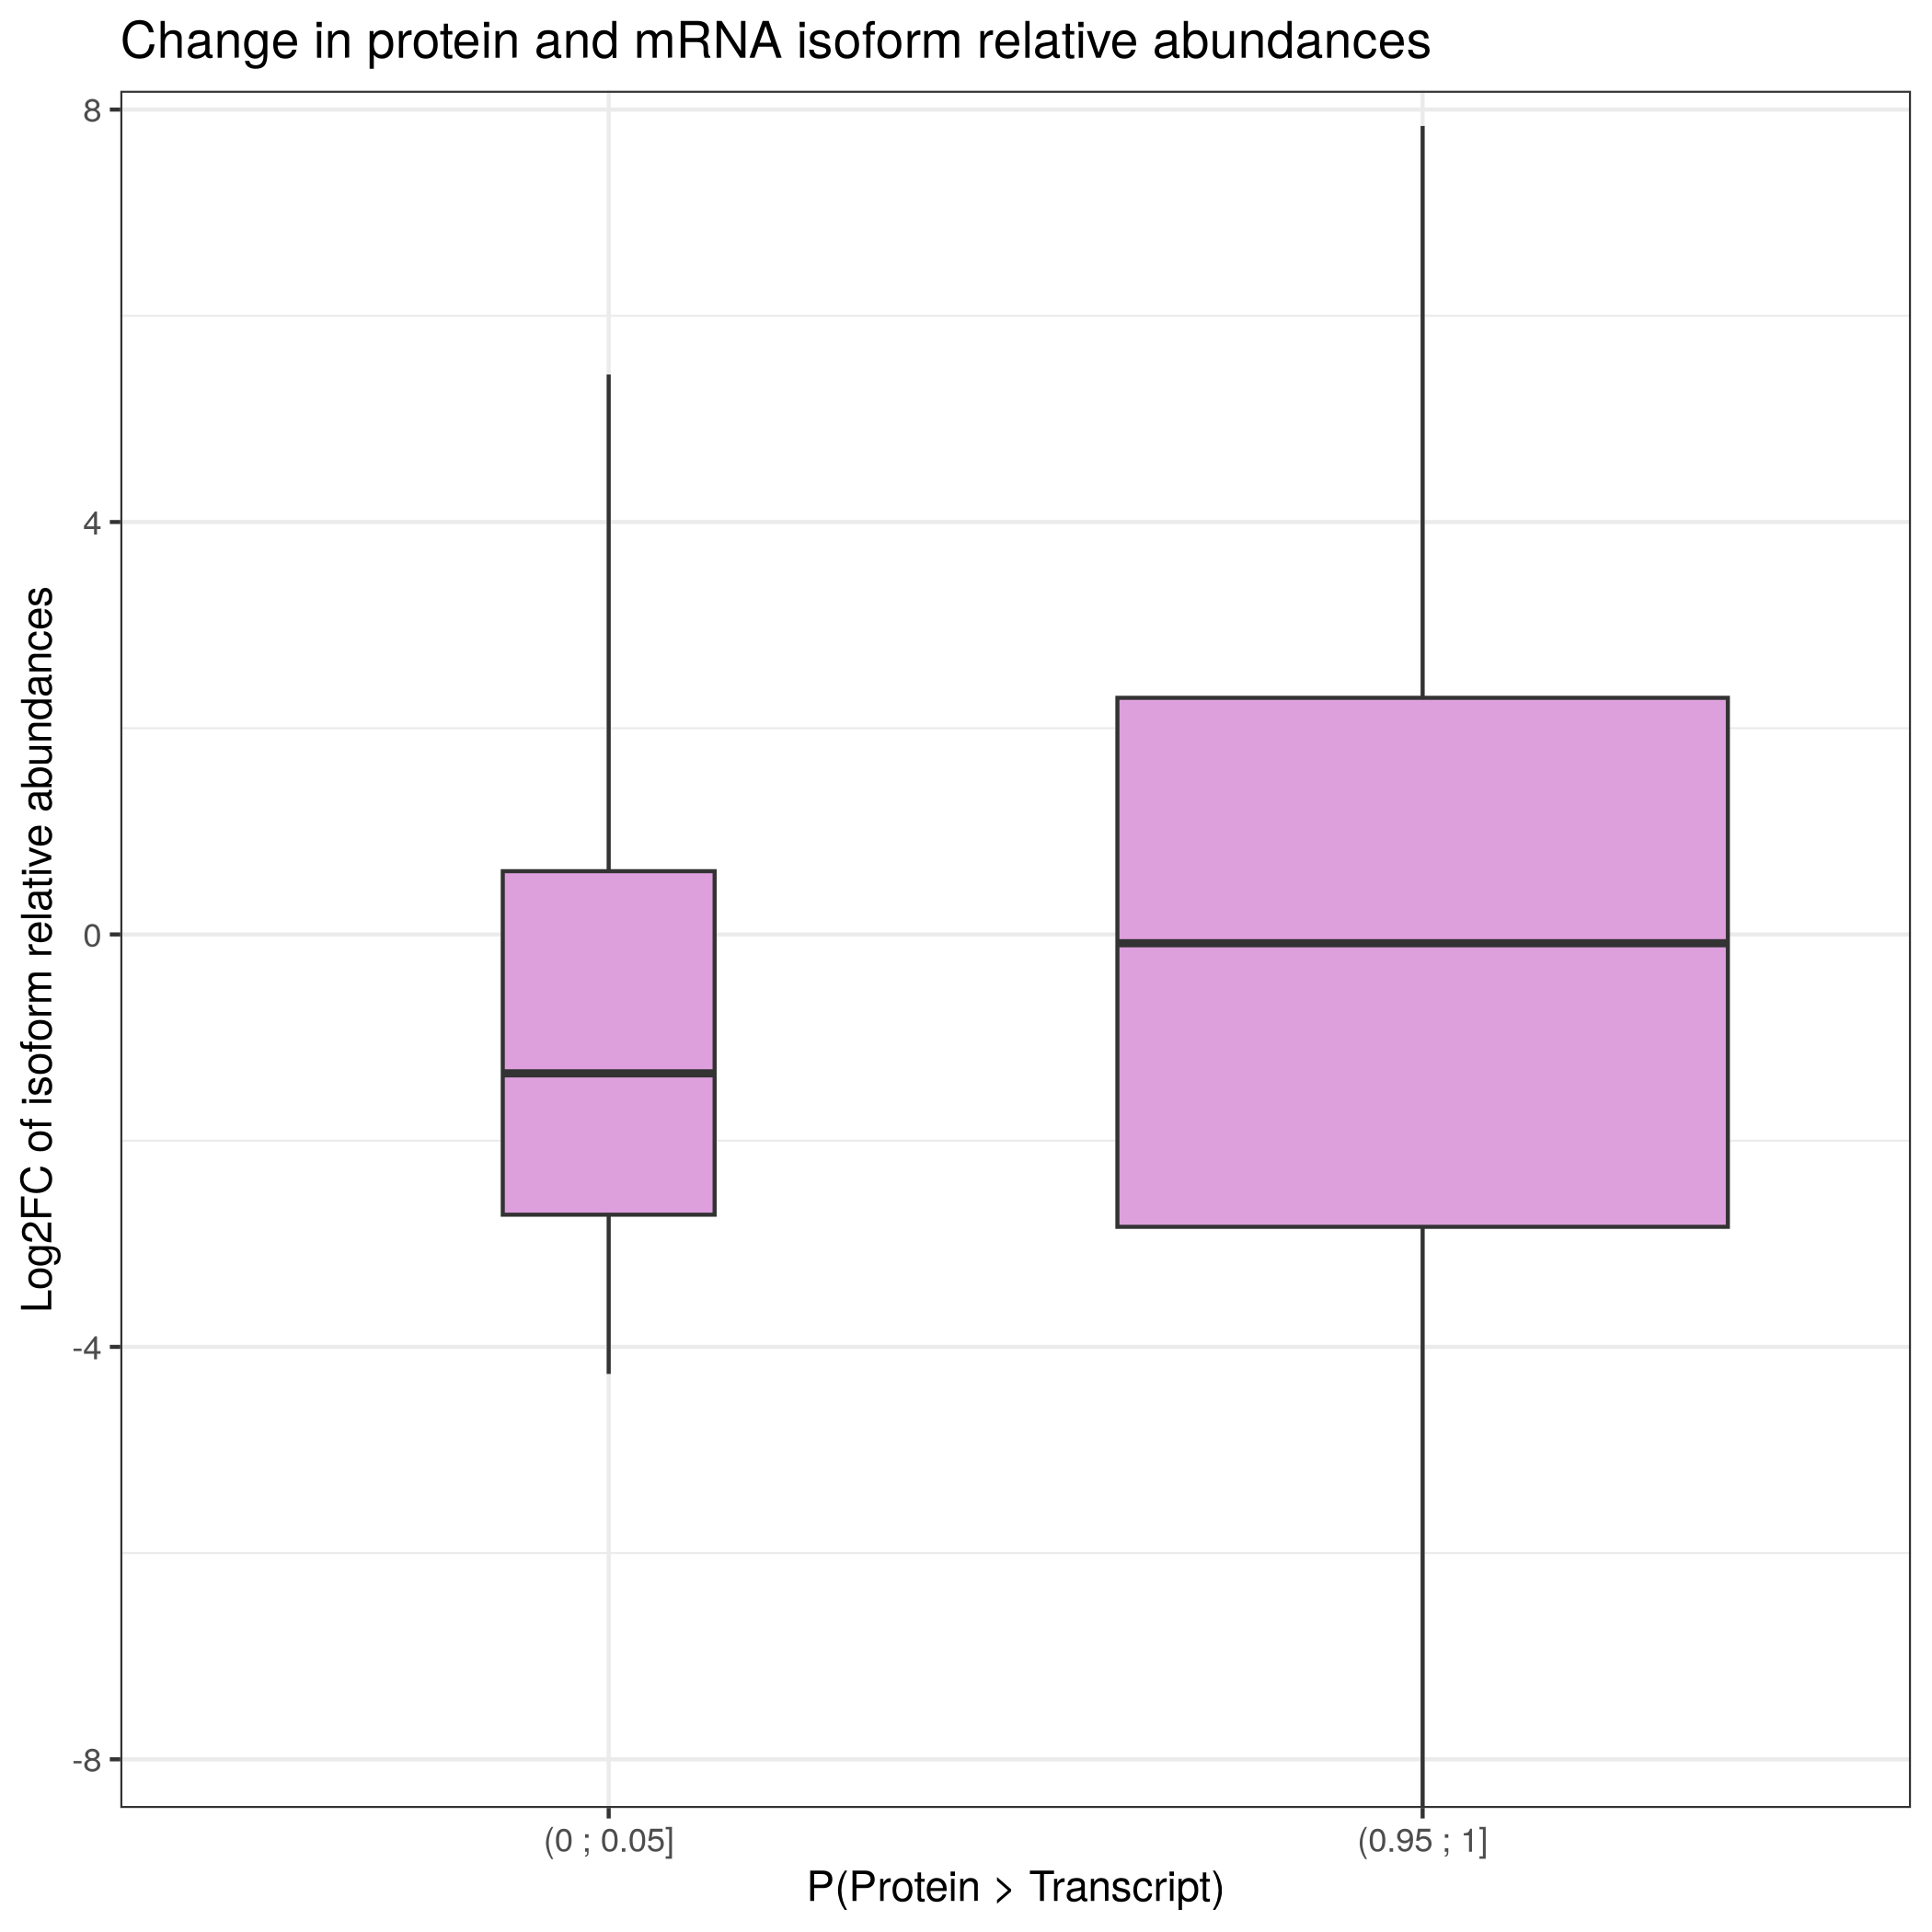 Change in protein and mRNA isoform relative abundances
Log2FC of isoform relative abundances
8
4
0
-4
-8
(0 ; 0.05]
(0.95 ; 1]
P(Protein > Transcript)